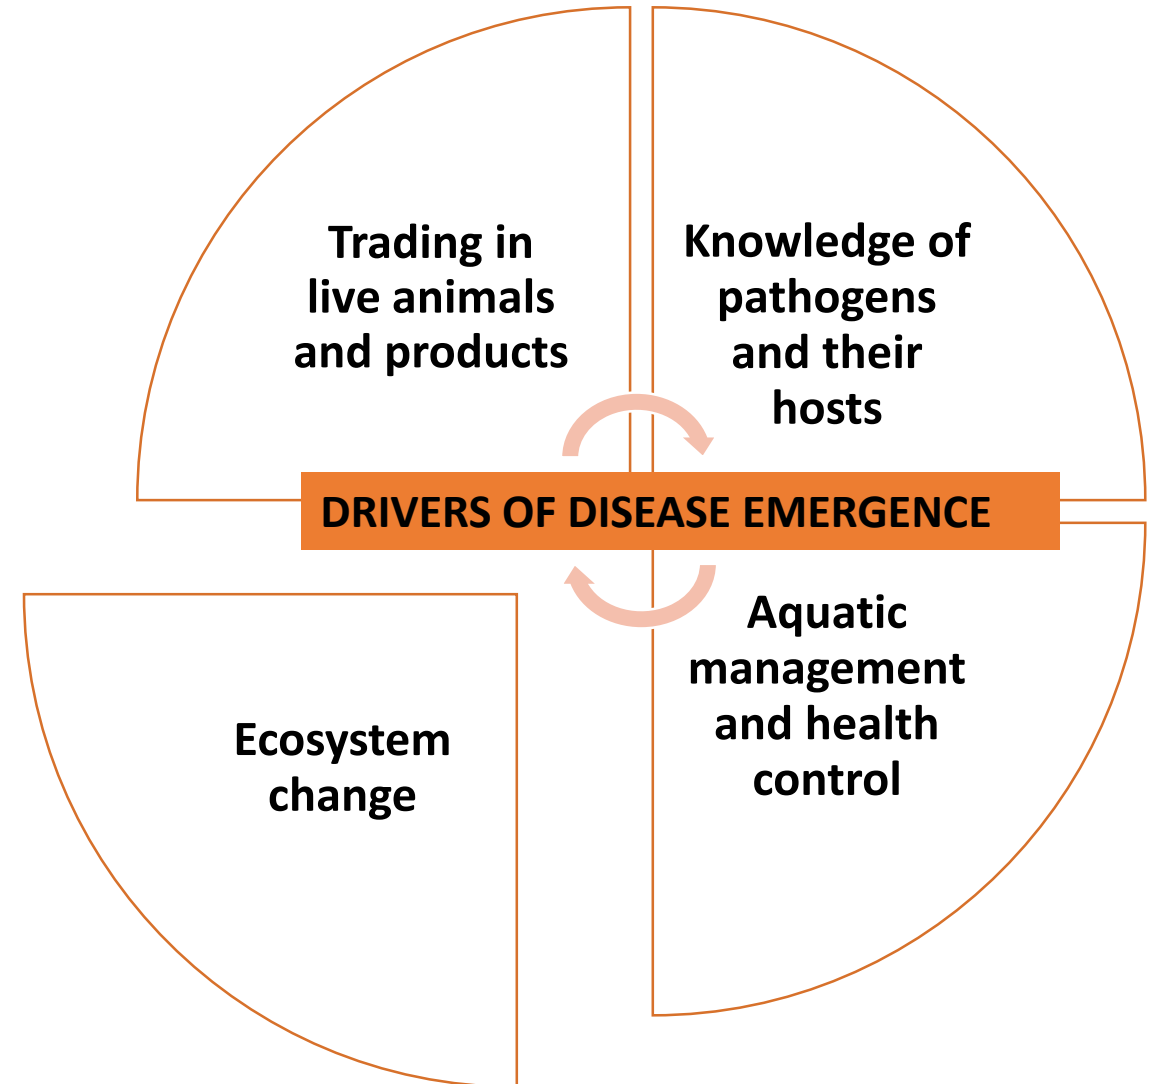 Trading in
live animals
and products
Knowledge of
pathogens
and their
hosts
DRIVERS OF DISEASE EMERGENCE
Ecosystem
change
Aquatic
management
and health
control